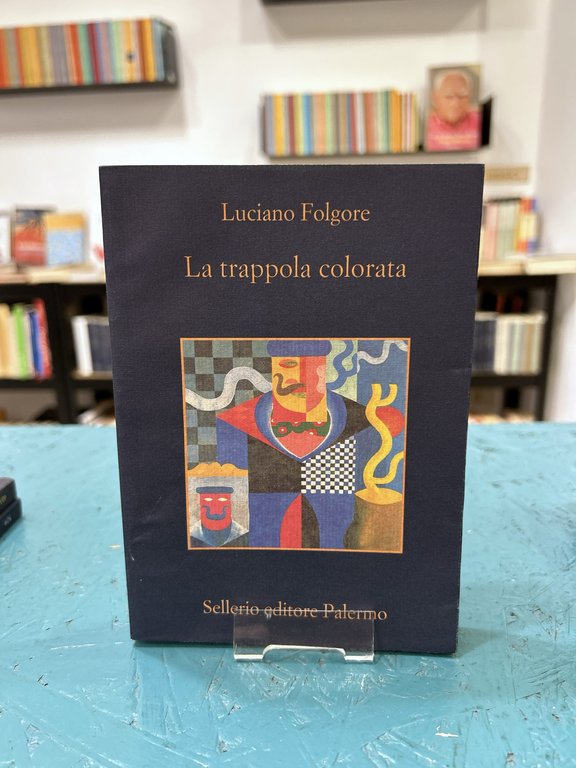 Luciano Folgore
La trappola colorata
Sellerio editore Palermo